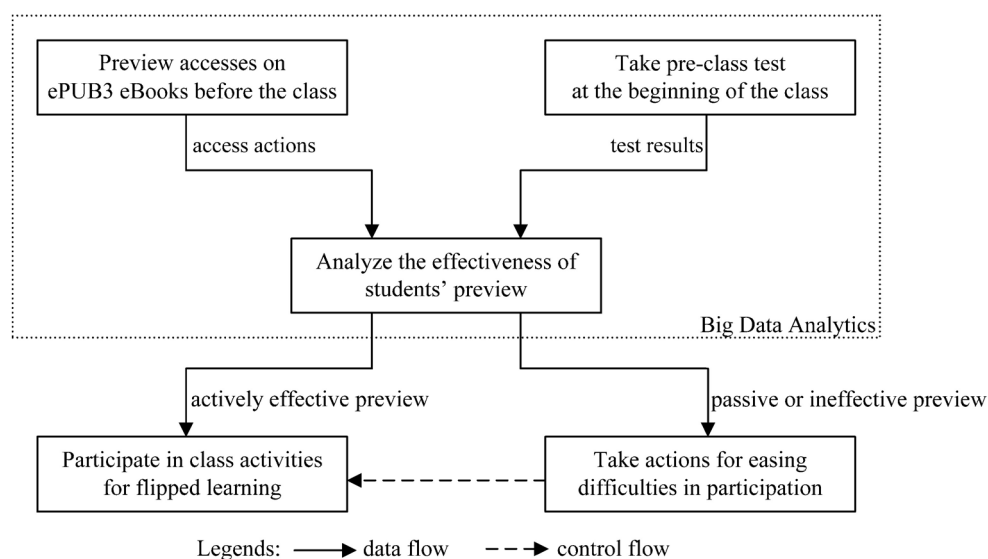 Preview accesses on
ePUB3 eBooks before the class
Take pre-class test
at the beginning of the class
access actions
test results
Analyze the effectiveness of
students’ preview
Big Data Analytics
actively effective preview
passive or ineffective preview
Participate in class activities
for flipped learning
Take actions for easing
difficulties in participation
Legends: data flow control flow